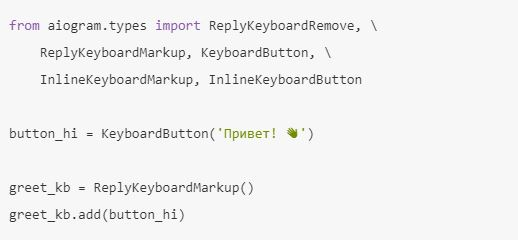 from aiogram.types import ReplyKeyboardRemove, \
    ReplyKeyboardMarkup, KeyboardButton, \
    InlineKeyboardMarkup, InlineKeyboardButton

button_hi = KeyboardButton('Привет! 👋')

greet_kb = ReplyKeyboardMarkup()
greet_kb.add(button_hi)